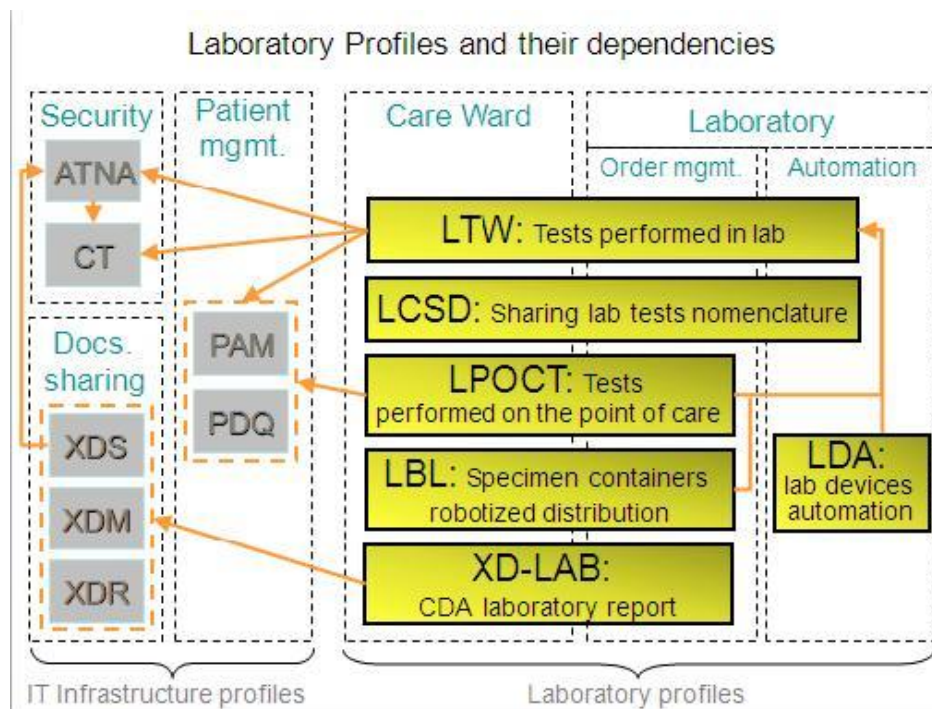 Laboratory Profiles and their dependencies
Security
Patient
mgmt.
Care Ward
Laboratory
Order mgmt.
Automation
ATNA
CT
LTW: Tests performed in lab
LCSD: Sharing lab tests nomenclature
Docs.
sharing
PAM
PDQ
LPOCT: Tests
performed on the point of care
XDS
XDM
XDR
LBL: Specimen containers
robotized distribution
LDA:
lab devices
automation
XD-LAB:
CDA laboratory report
IT Infrastructure profiles
Laboratory profiles